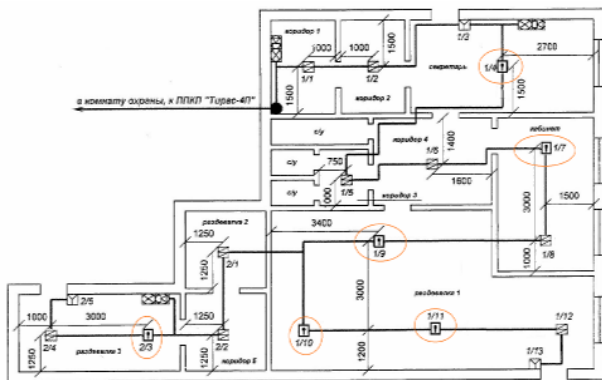 коридор 1
1/3
2700
1000
1000
1500
секретарь
1/1
1/2
1/4
1500
1500
в комнату охраны, к ППКП "Тирас-4П"
коридор 2
с/у
коридор 4
1400
кабинет
1/7
750
1/6
с/у
1/5
1600
3000
1500
с/у
000
коридор 3
раздевалка 2
3400
1250
1/9
1/8
1250
2/1
1000
3000
раздевалка 1
2/5
1000
3000
1250
1/10
1/11
1/12
2/4
2/3
2/2
1250
раздевалка 3
1250
коридор 5
1200
1/13